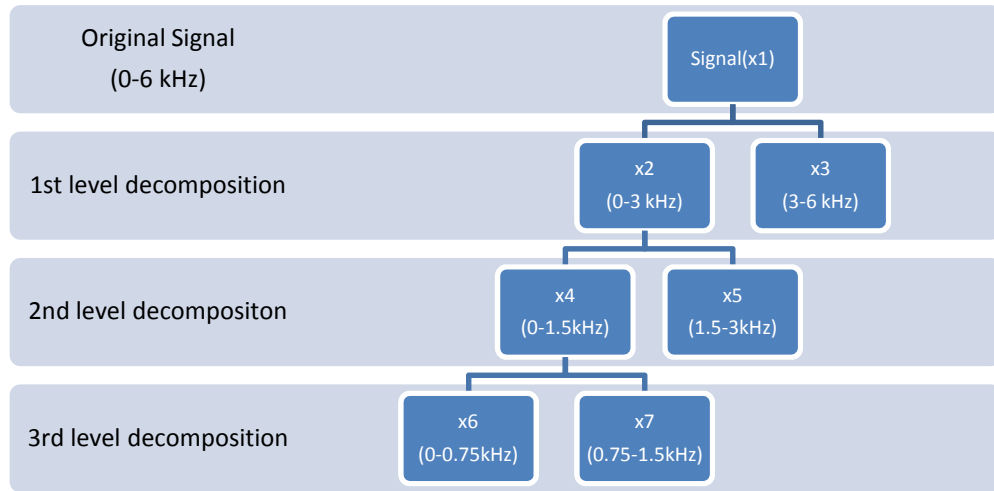 Original Signal
(0-6 kHz)
Signal(x1)
1st level decomposition
x2
(0-3 kHz)
x3
(3-6 kHz)
2nd level decompositon
x4
(0-1.5kHz)
x5
(1.5-3kHz)
3rd level decomposition
x6
(0-0.75kHz)
x7
(0.75-1.5kHz)